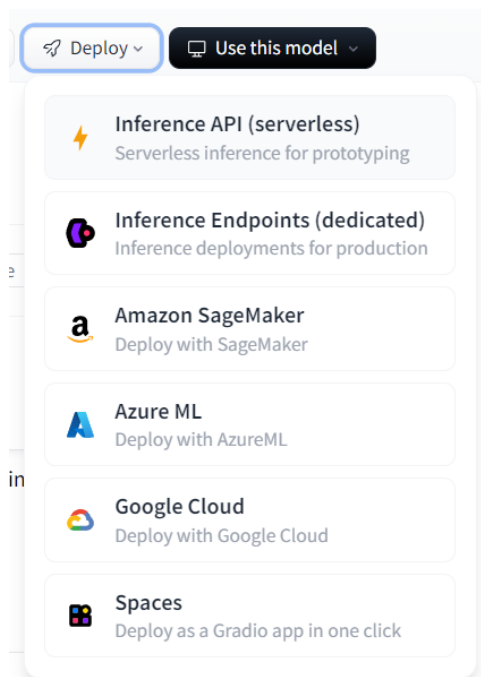 Deploy
Use this model
Inference API (serverless)
Serverless inference for prototyping
Inference Endpoints (dedicated)
Inference deployments for production
e
Amazon SageMaker
Deploy with SageMaker
Azure ML
Deploy with AzureML
in
Google Cloud
Deploy with Google Cloud
Spaces
Deploy as a Gradio app in one click